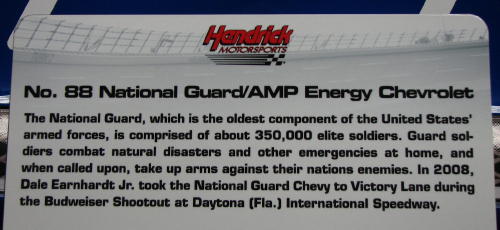 Hendrick
MOTORSPORTS
No. 88 National Guard/AMP Energy Chevrolet
The National Guard, which is the oldest component of the United States'
armed forces, is comprised of about 350,000 elite soldiers. Guard sol-
diers combat natural disasters and other emergencies at home, and
when called upon, take up arms against their nations enemies. In 2008,
Dale Earnhardt Jr. took the National Guard Chevy to Victory Lane during
the Budweiser Shootout at Daytona (Fla.) International Speedway.